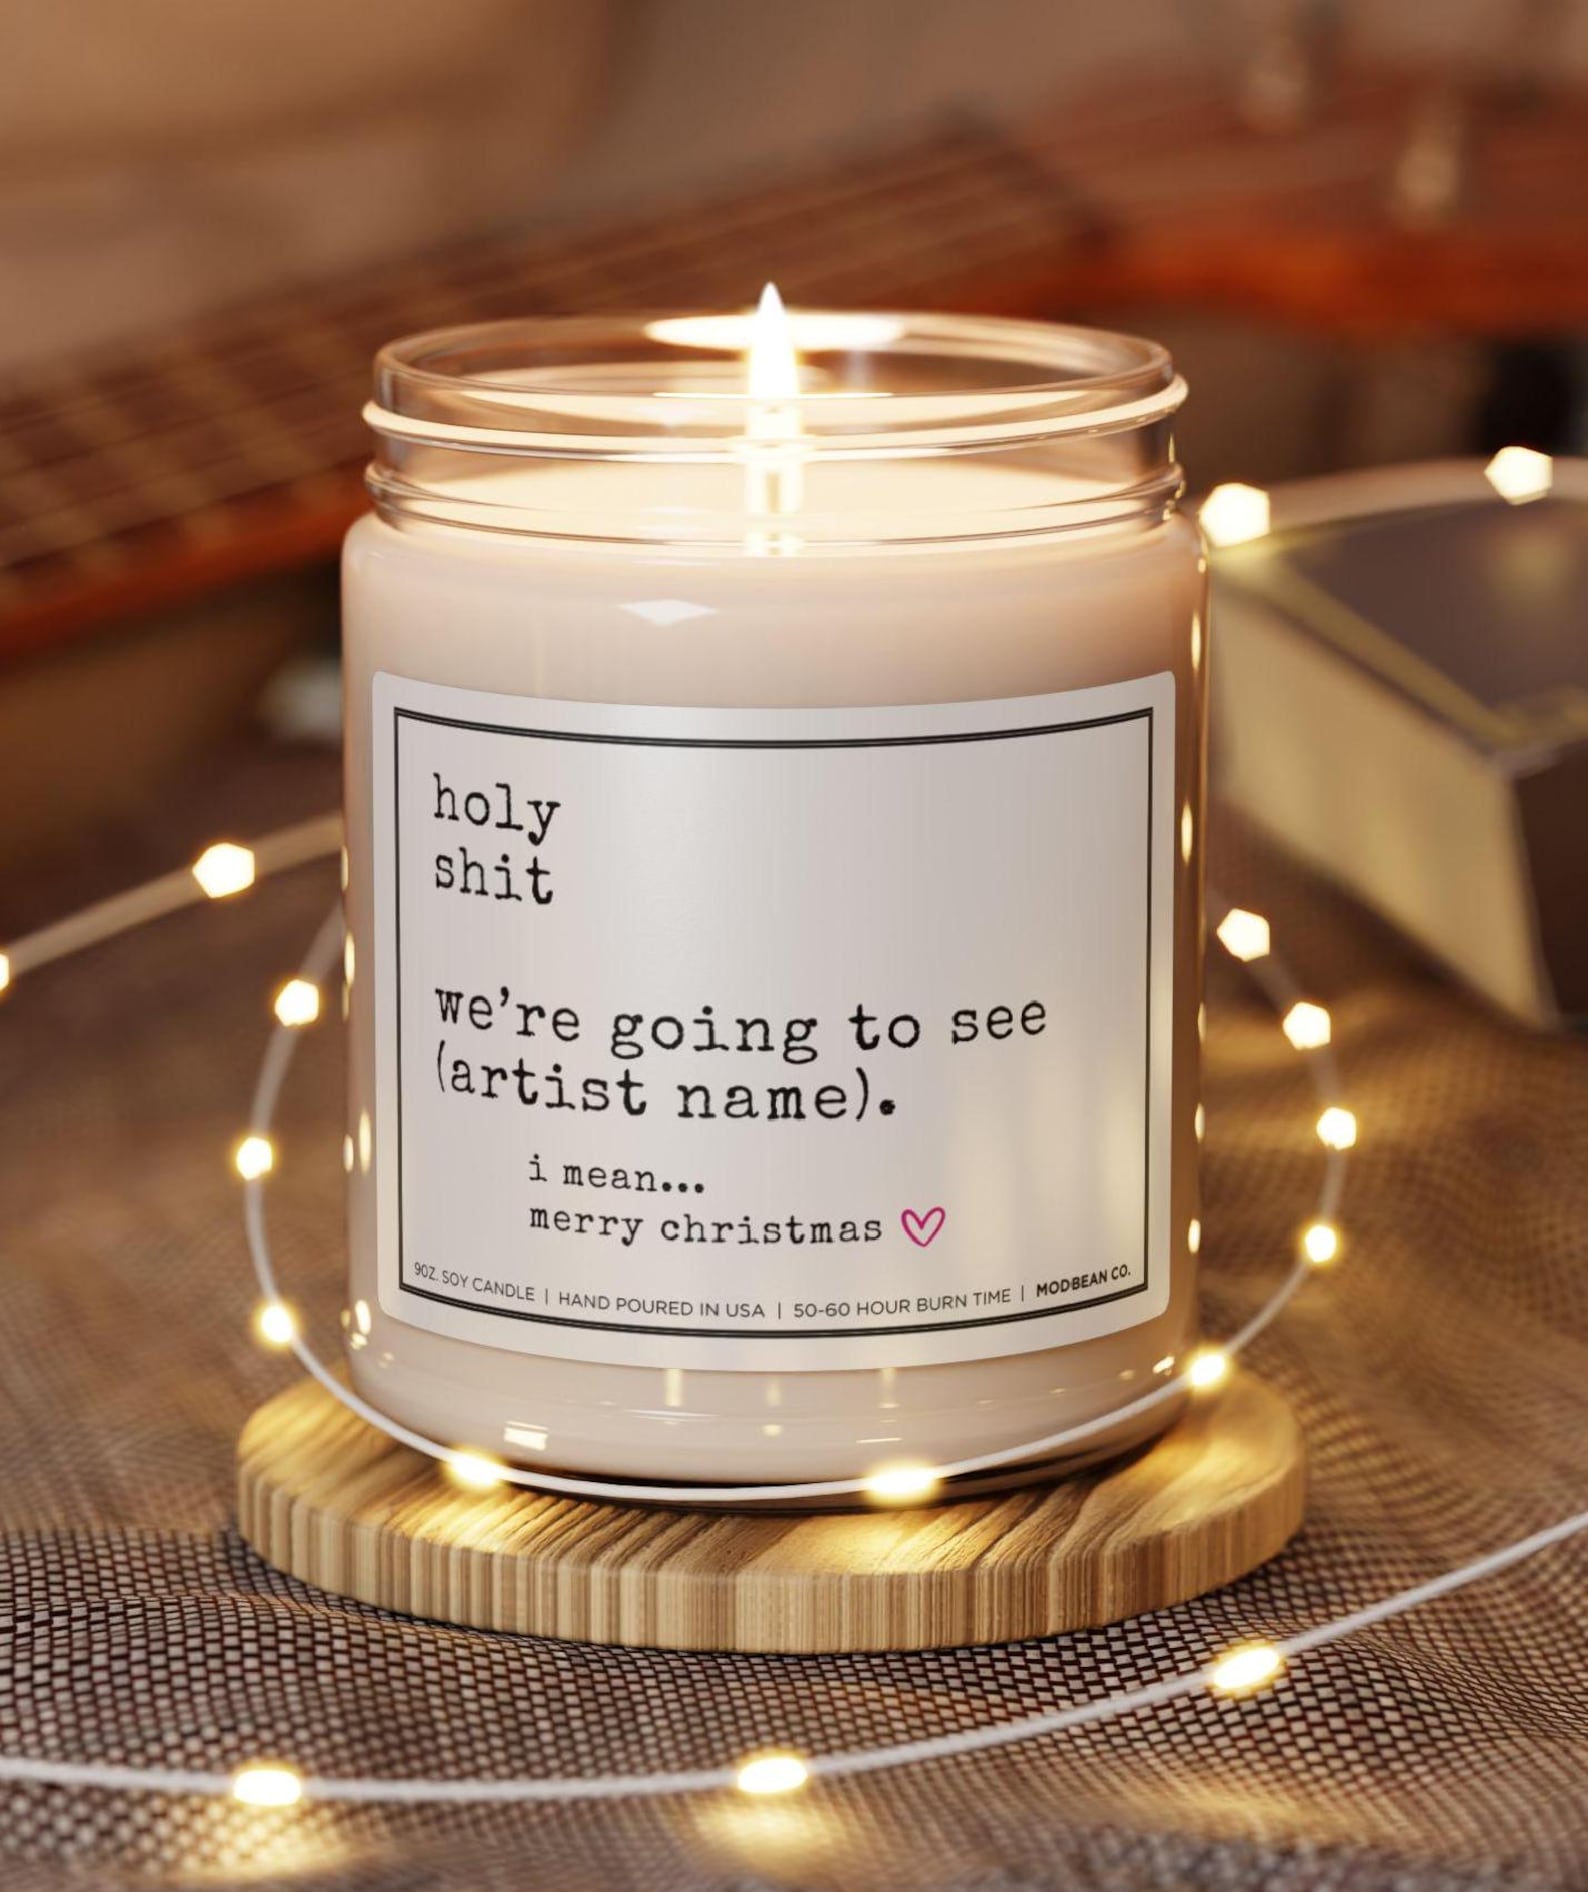 holy
shit
we're going to see
(artist name).
i mean...
merry christmas
9OZ. SOY CANDLE | HAND POURED IN USA | 50-60 HOUR BURN TIME | MODBEAN CO.